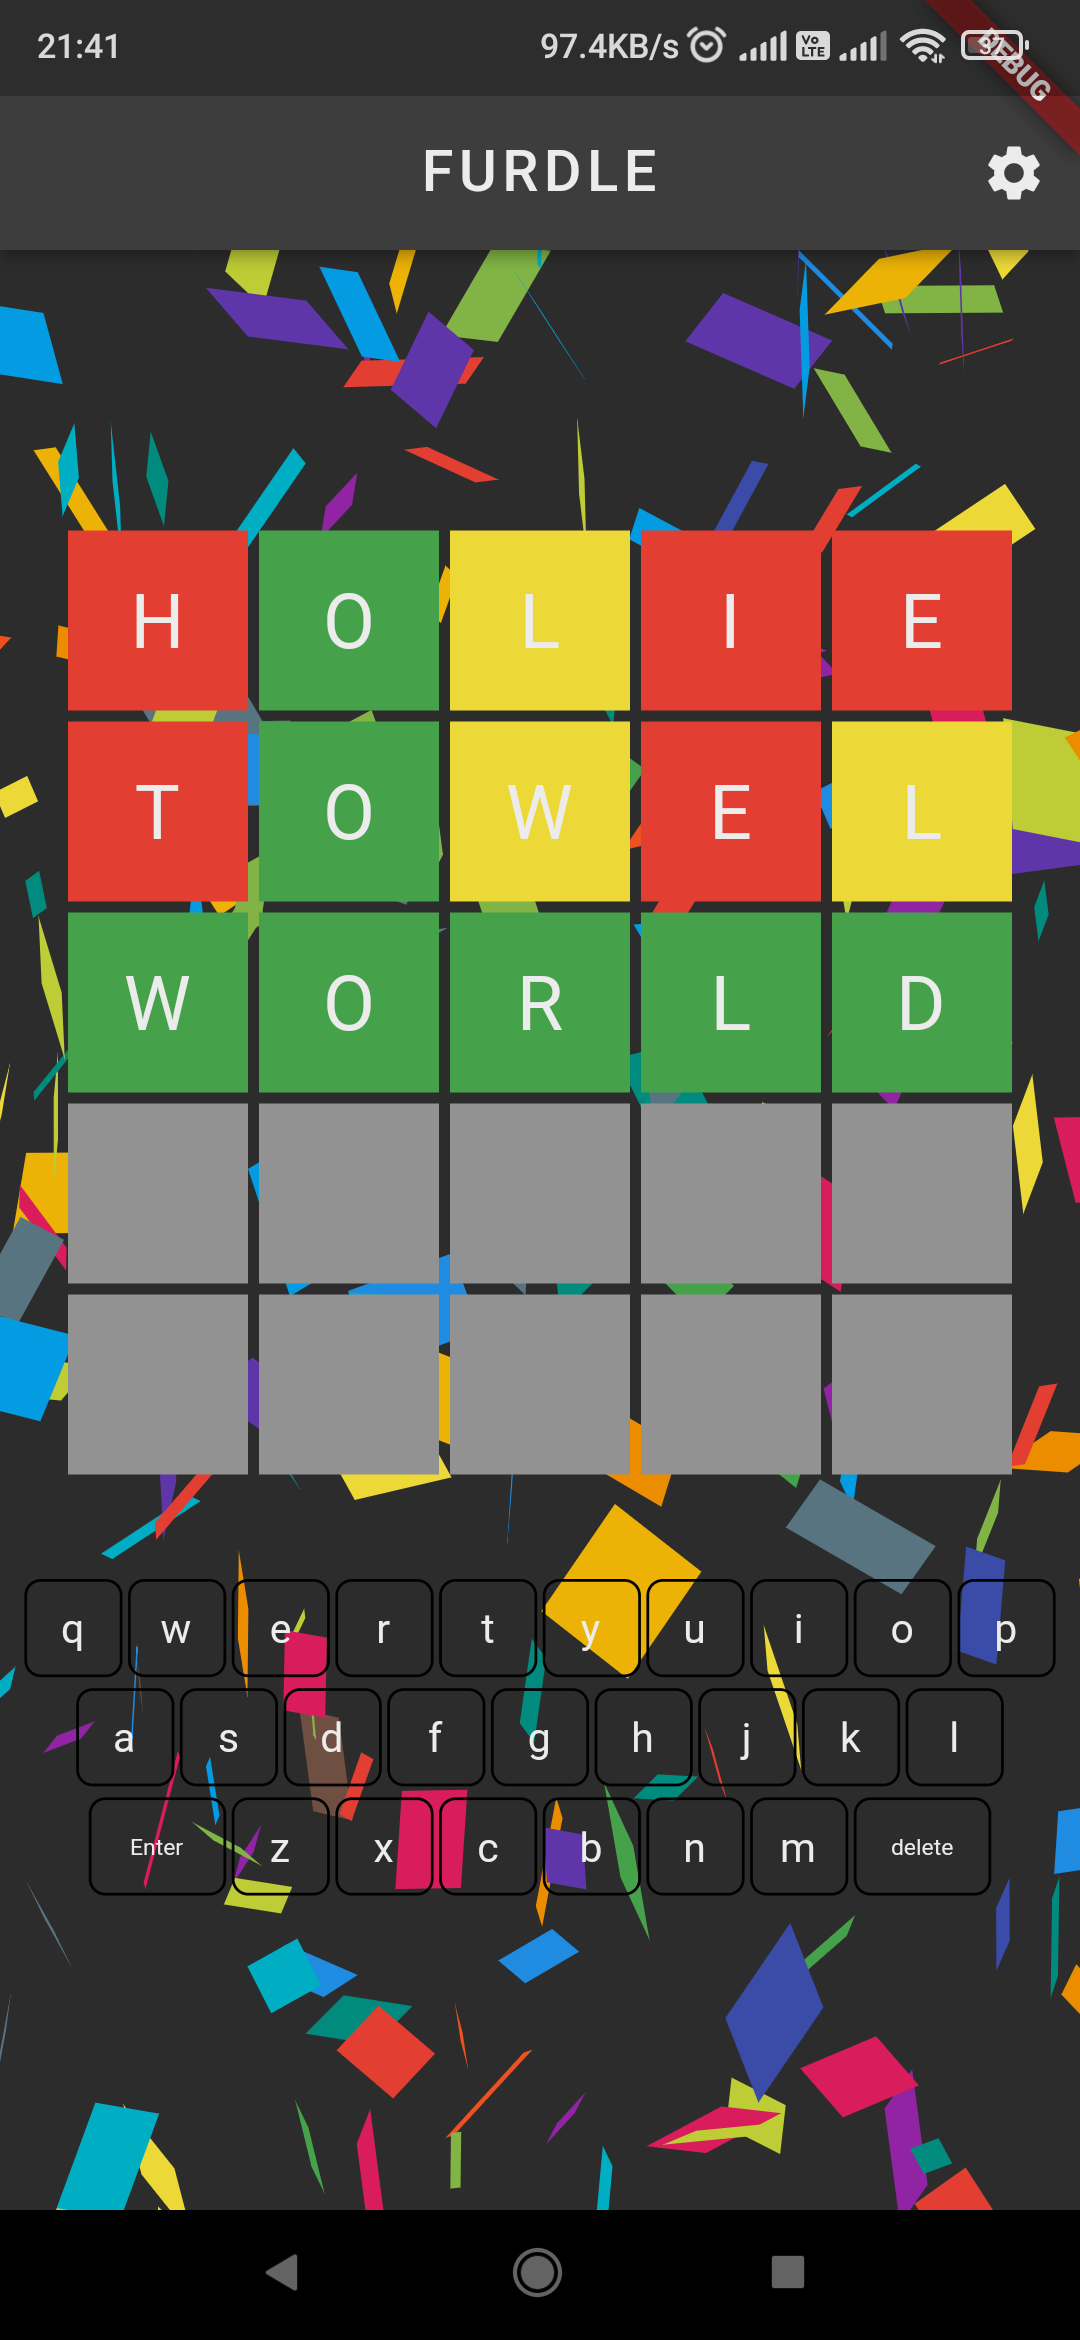 21:41 97.4KB/s Vo LTE 37
DEBUG
FURDLE
H O L I E
T O W E L
W O R L D
q w e r t y u i o p
a s d f g h j k l
Enter z x c b n m delete